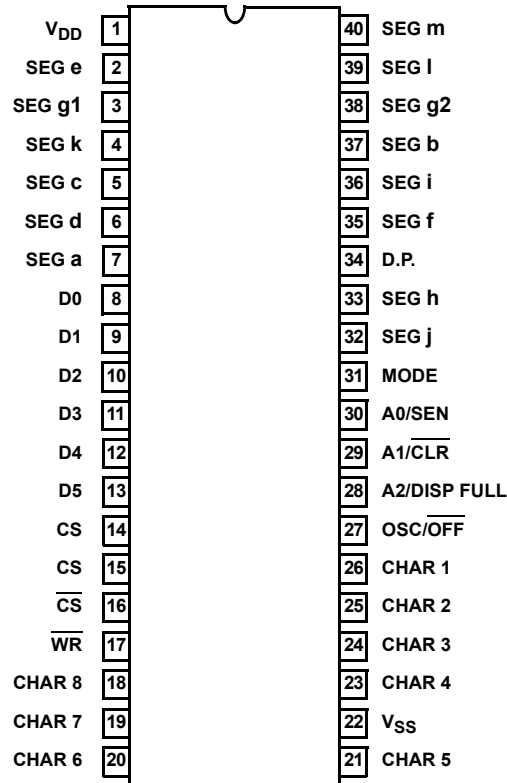 VDD 1 40 SEG m
SEG e 2 39 SEG l
SEG g1 3 38 SEG g2
SEG k 4 37 SEG b
SEG c 5 36 SEG i
SEG d 6 35 SEG f
SEG a 7 34 D.P.
D0 8 33 SEG h
D1 9 32 SEG j
D2 10 31 MODE
D3 11 30 A0/SEN
D4 12 29 A1/C̅L̅R̅
D5 13 28 A2/DISP FULL
CS 14 27 OSC/O̅F̅F̅
CS 15 26 CHAR 1
C̅S̅ 16 25 CHAR 2
W̅R̅ 17 24 CHAR 3
CHAR 8 18 23 CHAR 4
CHAR 7 19 22 VSS
CHAR 6 20 21 CHAR 5